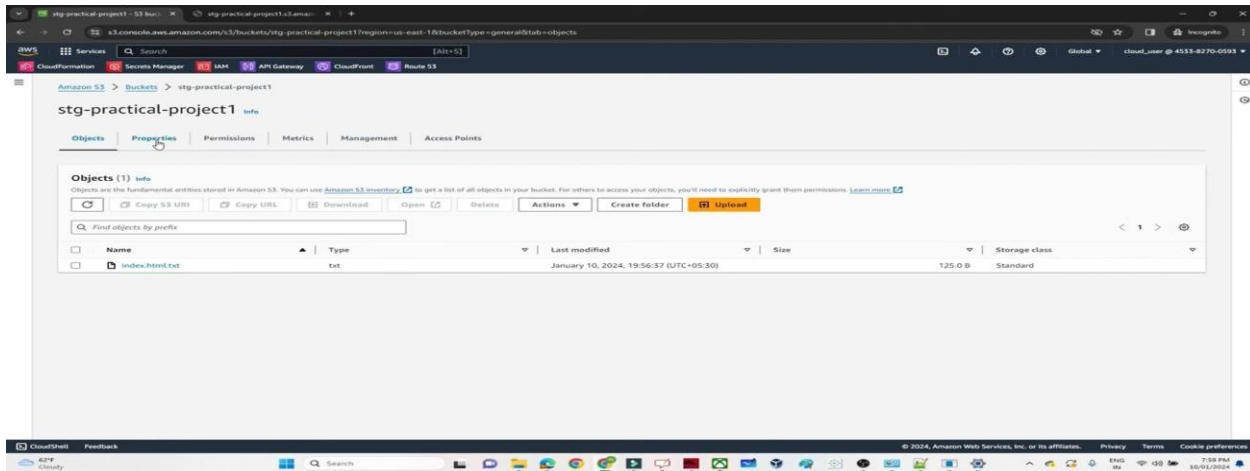 stg-practical-project1 - S3 buc
stg-practical-project1.s3.amaz
s3.console.aws.amazon.com/s3/buckets/stg-practical-project1?region=us-east-1&bucketType=general&tab=objects
Incognito
aws Services Search [Alt+S] Global cloud_user @ 4533-8270-0593
CloudFormation Secrets Manager IAM API Gateway CloudFront Route 53
Amazon S3 > Buckets > stg-practical-project1
stg-practical-project1 Info
Objects Properties Permissions Metrics Management Access Points
Objects (1) Info
Objects are the fundamental entities stored in Amazon S3. You can use Amazon S3 inventory to get a list of all objects in your bucket. For others to access your objects, you'll need to explicitly grant them permissions. Learn more
Copy S3 URI Copy URL Download Open Delete Actions Create folder Upload
Find objects by prefix
< 1 >
Name Type Last modified Size Storage class
index.html.txt txt January 10, 2024, 19:56:37 (UTC+05:30) 125.0 B Standard
CloudShell Feedback © 2024, Amazon Web Services, Inc. or its affiliates. Privacy Terms Cookie preferences
62°F Search ENG 7:59 PM
Cloudy IN 10/01/2024